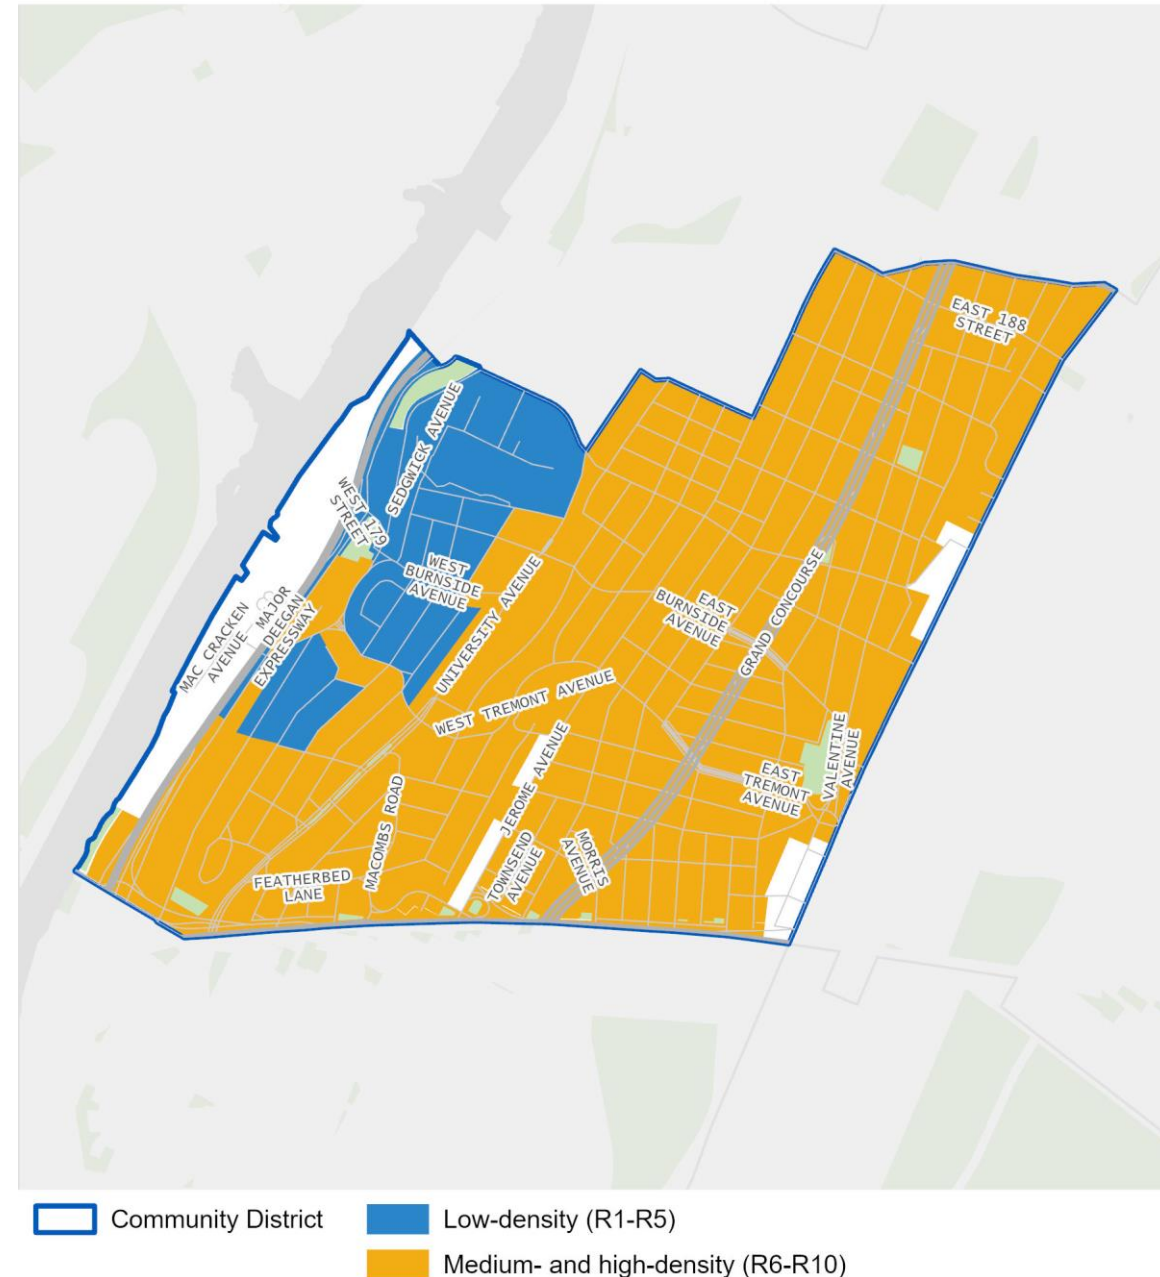 EAST 188
STREET
SEDGWICK AVENUE
WEST 179
STREET
WEST
BURNSIDE
AVENUE
UNIVERSITY AVENUE
EAST
BURNSIDE
AVENUE
GRAND CONCOURSE
MAC CRACKEN
AVENUE
MAJOR
DEEGAN
EXPRESSWAY
WEST TREMONT AVENUE
VALENTINE
AVENUE
EAST
TREMONT
AVENUE
JEROME AVENUE
MACOMBS ROAD
TOWNSEND
AVENUE
MORRIS
AVENUE
FEATHERBED
LANE
Community District
Low-density (R1-R5)
Medium- and high-density (R6-R10)